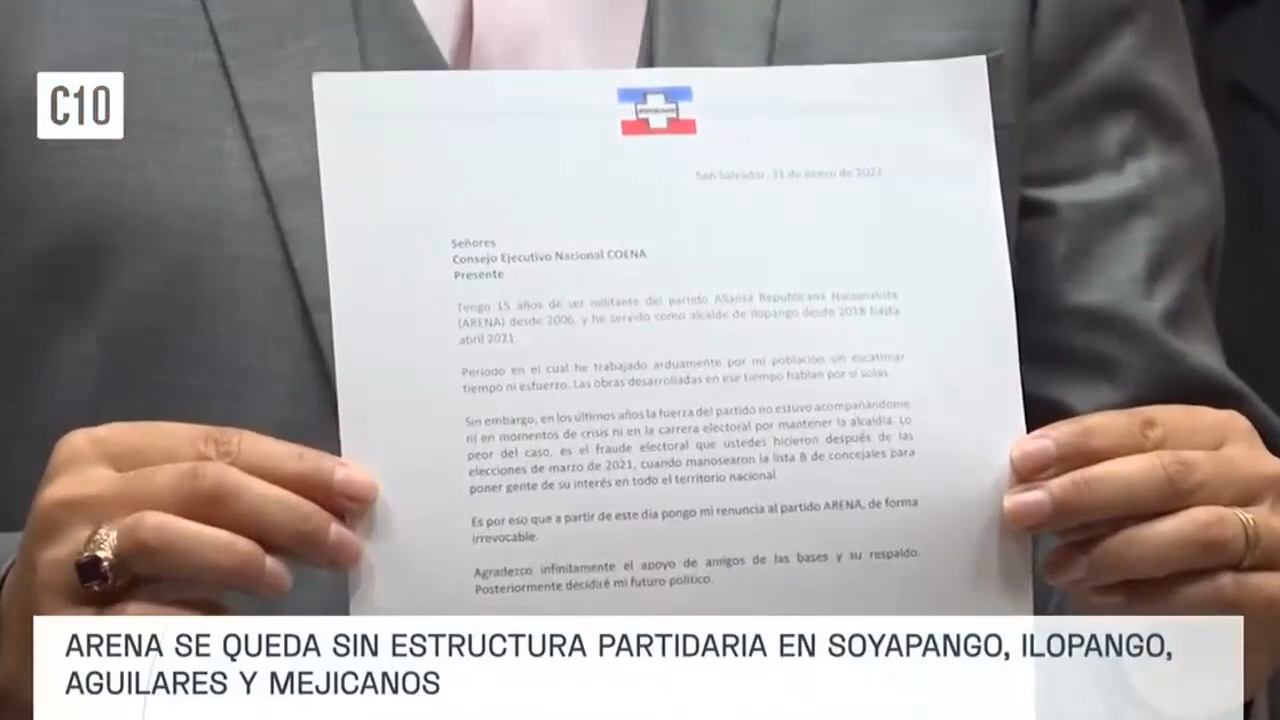 C10
San Salvador, 31 de enero de 2022
Señores
Consejo Ejecutivo Nacional COENA
Presente
Tengo 15 años de ser militante del partido Alianza Republicana Nacionalista
(ARENA) desde 2006, y he servido como alcalde de Ilopango desde 2018 hasta
abril 2021
Periodo en el cual he trabajado arduamente por mi población sin escatimar
tiempo ni esfuerzo. Las obras desarrolladas en ese tiempo hablan por sí solas.
Sin embargo, en los últimos años la fuerza del partido no estuvo acompañándome
ni en momentos de crisis ni en la carrera electoral por mantener la alcaldía. Lo
peor del caso, es el fraude electoral que ustedes hicieron después de las
elecciones de marzo de 2021, cuando manosearon la lista B de concejales para
poner gente de su interés en todo el territorio nacional
Es por eso que a partir de este día pongo mi renuncia al partido ARENA, de forma
irrevocable.
Agradezco infinitamente el apoyo de amigos de las bases y su respaldo.
Posteriormente decidiré mi futuro político.
ARENA SE QUEDA SIN ESTRUCTURA PARTIDARIA EN SOYAPANGO, ILOPANGO,
AGUILARES Y MEJICANOS